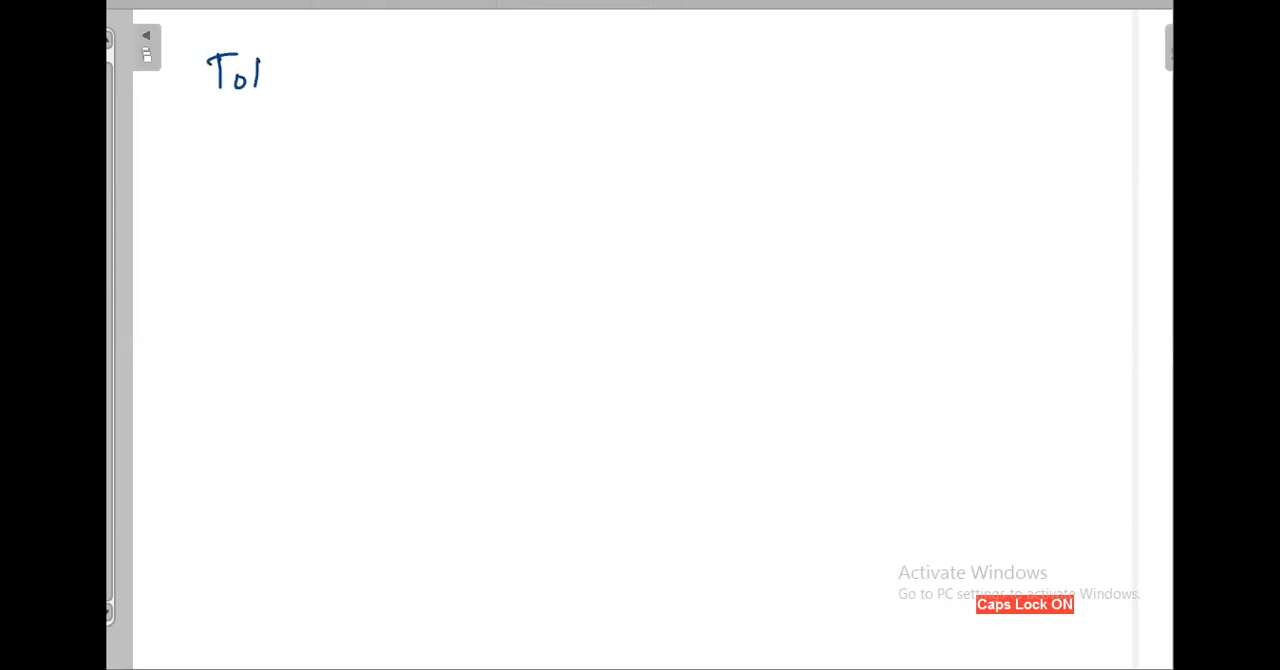 Tol
Activate Windows
Go to PC settings to activate Windows.
Caps Lock ON